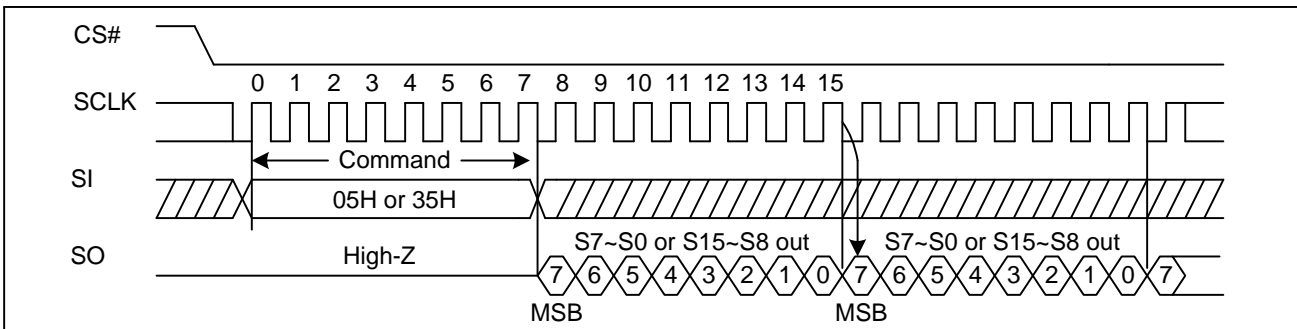 CS#
0 1 2 3 4 5 6 7 8 9 10 11 12 13 14 15
SCLK
Command
SI
05H or 35H
S7~S0 or S15~S8 out S7~S0 or S15~S8 out
SO High-Z
7 6 5 4 3 2 1 0 7 6 5 4 3 2 1 0 7
MSB MSB